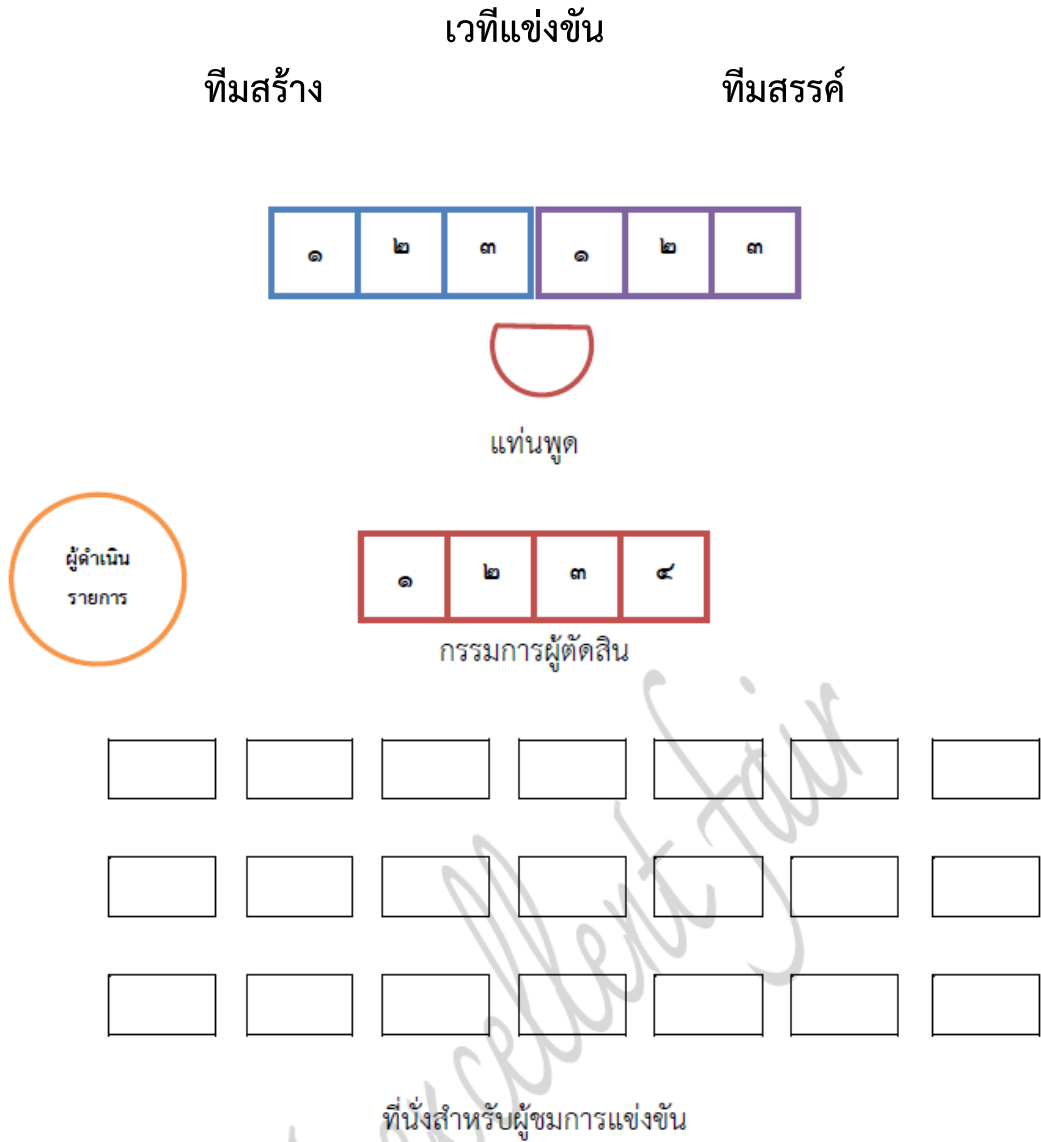 เวทีแข่งขัน
ทีมสร้าง ทีมสรรค์
๑ ๒ ๓ ๑ ๒ ๓
แท่นพูด
ผู้ดำเนิน
รายการ
๑ ๒ ๓ ๔
กรรมการผู้ตัดสิน
excellent fair
ที่นั่งสำหรับผู้ชมการแข่งขัน